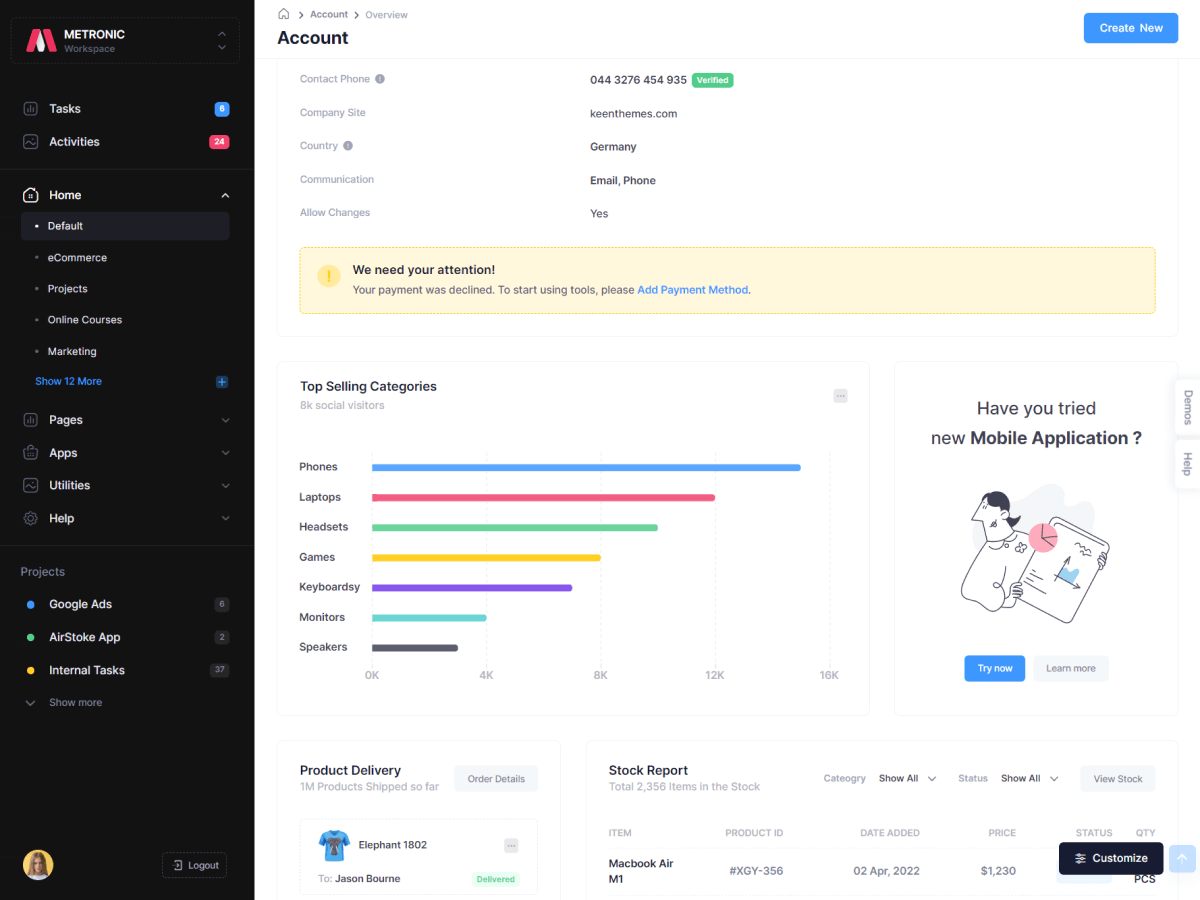 METRONIC
Workspace
Tasks 6
Activities 24
Home
Default
eCommerce
Projects
Online Courses
Marketing
Show 12 More
Pages
Apps
Utilities
Help
Projects
Google Ads 6
AirStoke App 2
Internal Tasks 37
Show more
Logout
Account Overview
Account
Create New
Contact Phone 044 3276 454 935 Verified
Company Site keenthemes.com
Country Germany
Communication Email, Phone
Allow Changes Yes
We need your attention!
Your payment was declined. To start using tools, please Add Payment Method.
Top Selling Categories
8k social visitors
Phones
Laptops
Headsets
Games
Keyboardsy
Monitors
Speakers
0K 4K 8K 12K 16K
Have you tried
new Mobile Application ?
Try now Learn more
Demos
Help
Product Delivery
1M Products Shipped so far
Order Details
Elephant 1802
To: Jason Bourne Delivered
Stock Report
Total 2,356 Items in the Stock
Cateogry Show All Status Show All View Stock
ITEM PRODUCT ID DATE ADDED PRICE STATUS QTY
Macbook Air
M1
#XGY-356 02 Apr, 2022 $1,230
PCS
Customize